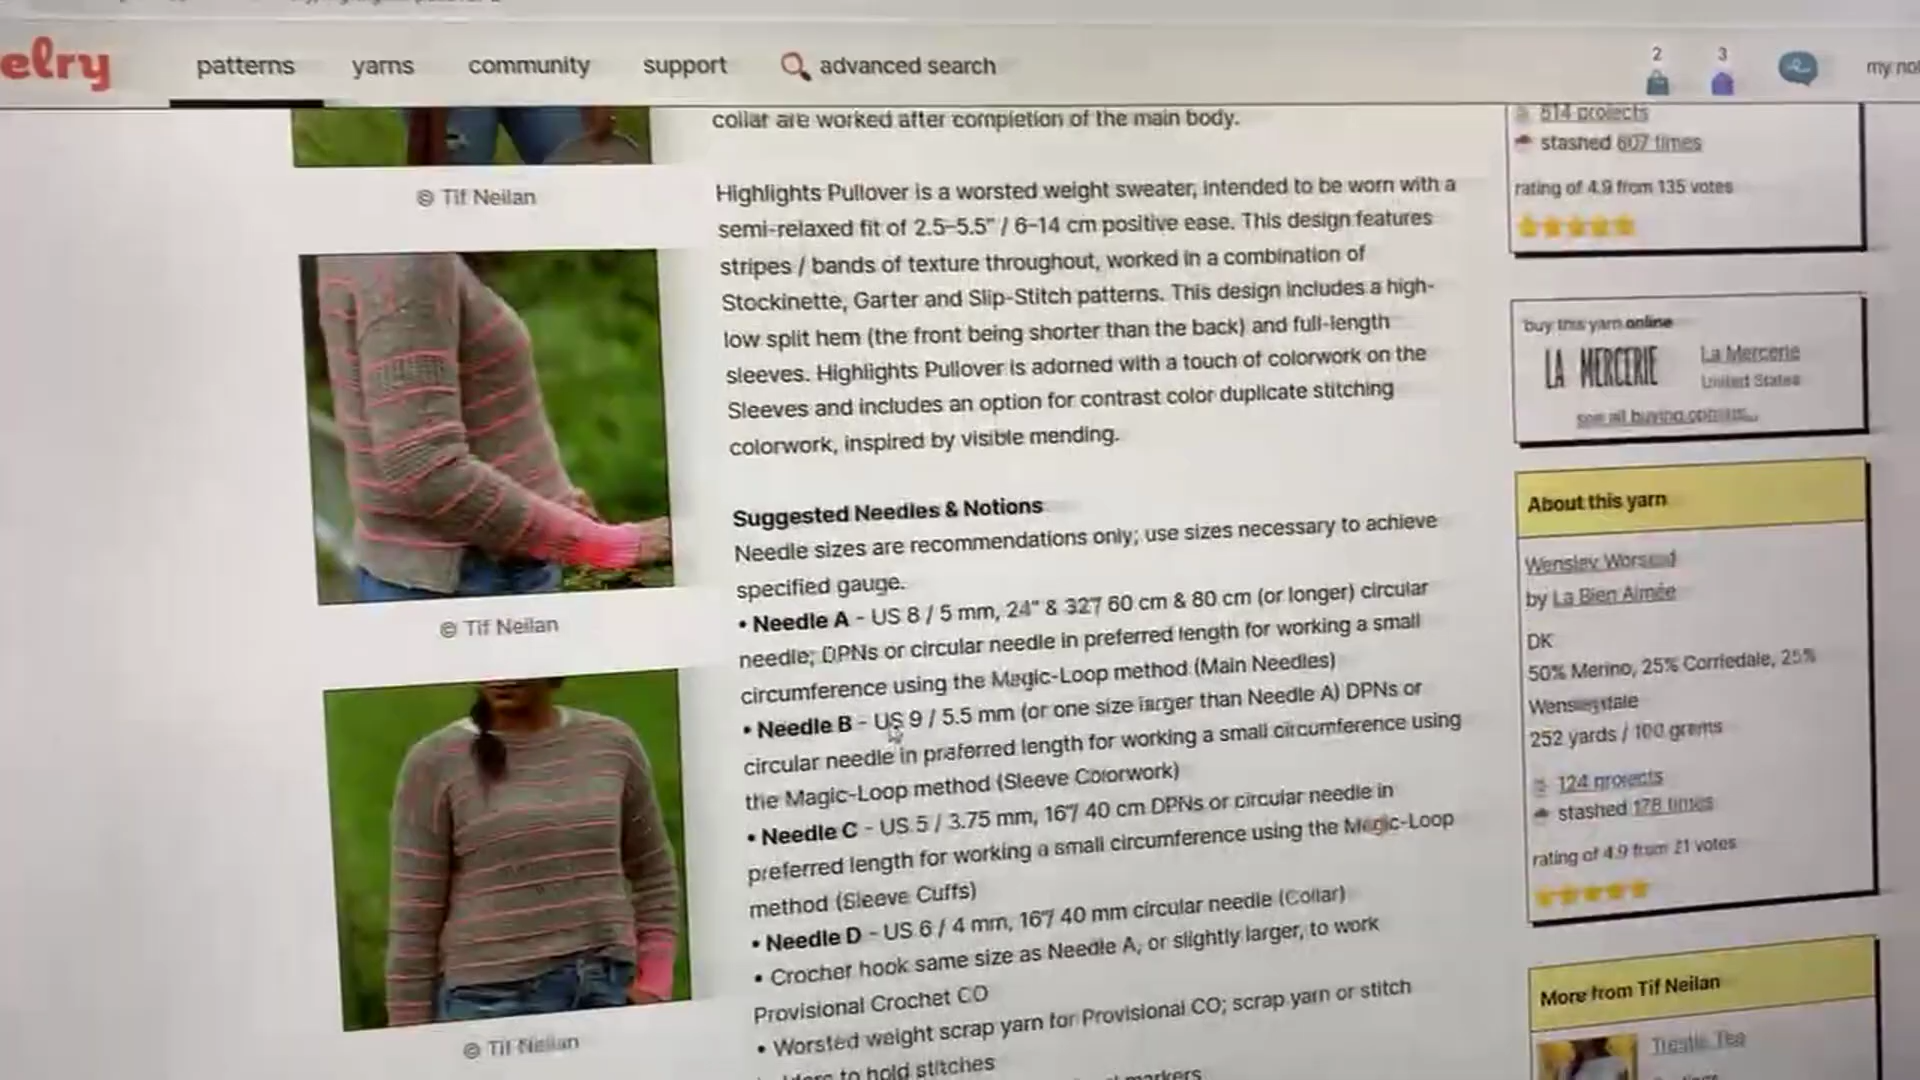 elry
patterns
yarns
community
support
advanced search
2
3
my
collar are worked after completion of the main body.
© Tif Neilan
Highlights Pullover is a worsted weight sweater, intended to be worn with a
semi-relaxed fit of 2.5–5.5" / 6–14 cm positive ease. This design features
stripes / bands of texture throughout, worked in a combination of
Stockinette, Garter and Slip-Stitch patterns. This design includes a high-
low split hem (the front being shorter than the back) and full-length
sleeves. Highlights Pullover is adorned with a touch of colorwork on the
Sleeves and includes an option for contrast color duplicate stitching
colorwork, inspired by visible mending.
© Tif Neilan
Suggested Needles & Notions
Needle sizes are recommendations only; use sizes necessary to achieve
specified gauge.
• Needle A - US 8 / 5 mm, 24" & 32"/ 60 cm & 80 cm (or longer) circular
needle; DPNs or circular needle in preferred length for working a small
circumference using the Magic-Loop method (Main Needles)
• Needle B - US 9 / 5.5 mm (or one size larger than Needle A) DPNs or
circular needle in preferred length for working a small circumference using
the Magic-Loop method (Sleeve Colorwork)
• Needle C - US 5 / 3.75 mm, 16"/ 40 cm DPNs or circular needle in
preferred length for working a small circumference using the Magic-Loop
method (Sleeve Cuffs)
• Needle D - US 6 / 4 mm, 16"/ 40 mm circular needle (Collar)
• Crochet hook same size as Needle A, or slightly larger, to work
Provisional Crochet CO
• Worsted weight scrap yarn for Provisional CO; scrap yarn or stitch
to hold stitches
markers
© Tif Neilan
814 projects
stashed 607 times
rating of 4.9 from 135 votes
buy this yarn online
LA MERCERIE
La Mercerie
United States
see all buying options...
About this yarn
Wensley Worsted
by La Bien Aimée
DK
50% Merino, 25% Corriedale, 25%
Wensleydale
252 yards / 100 grams
124 projects
stashed 178 times
rating of 4.9 from 21 votes
More from Tif Neilan